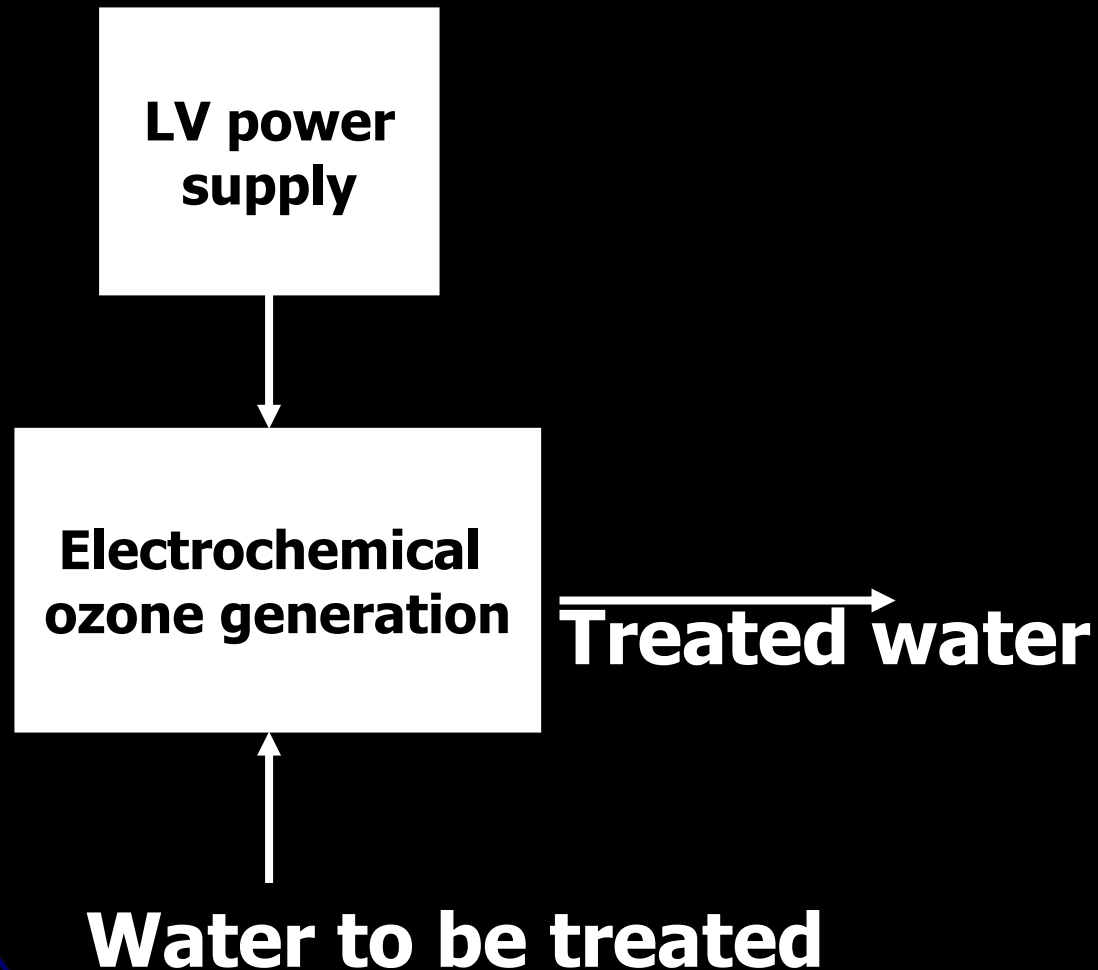 LV power
supply
Electrochemical
ozone generation
Treated water
Water to be treated